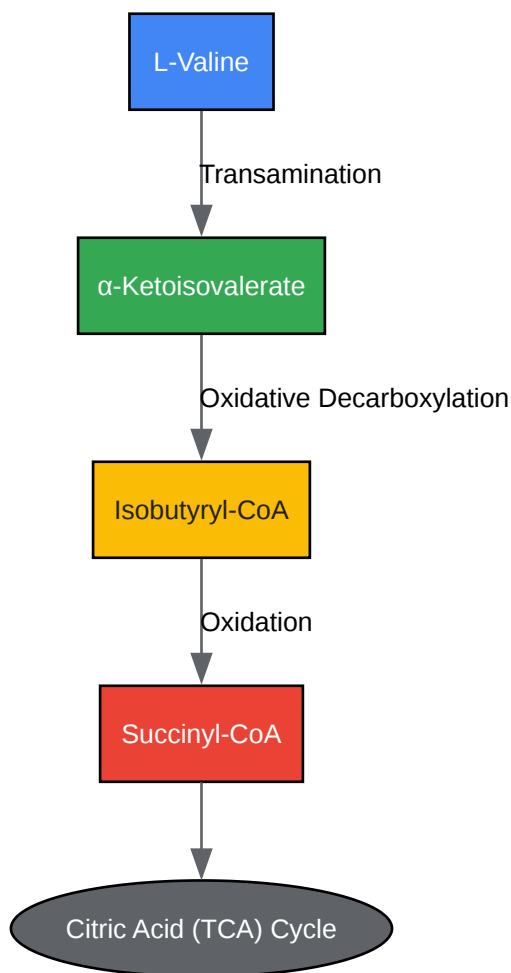 L-Valine
Transamination
α-Ketoisovalerate
Oxidative Decarboxylation
Isobutyryl-CoA
Oxidation
Succinyl-CoA
Citric Acid (TCA) Cycle